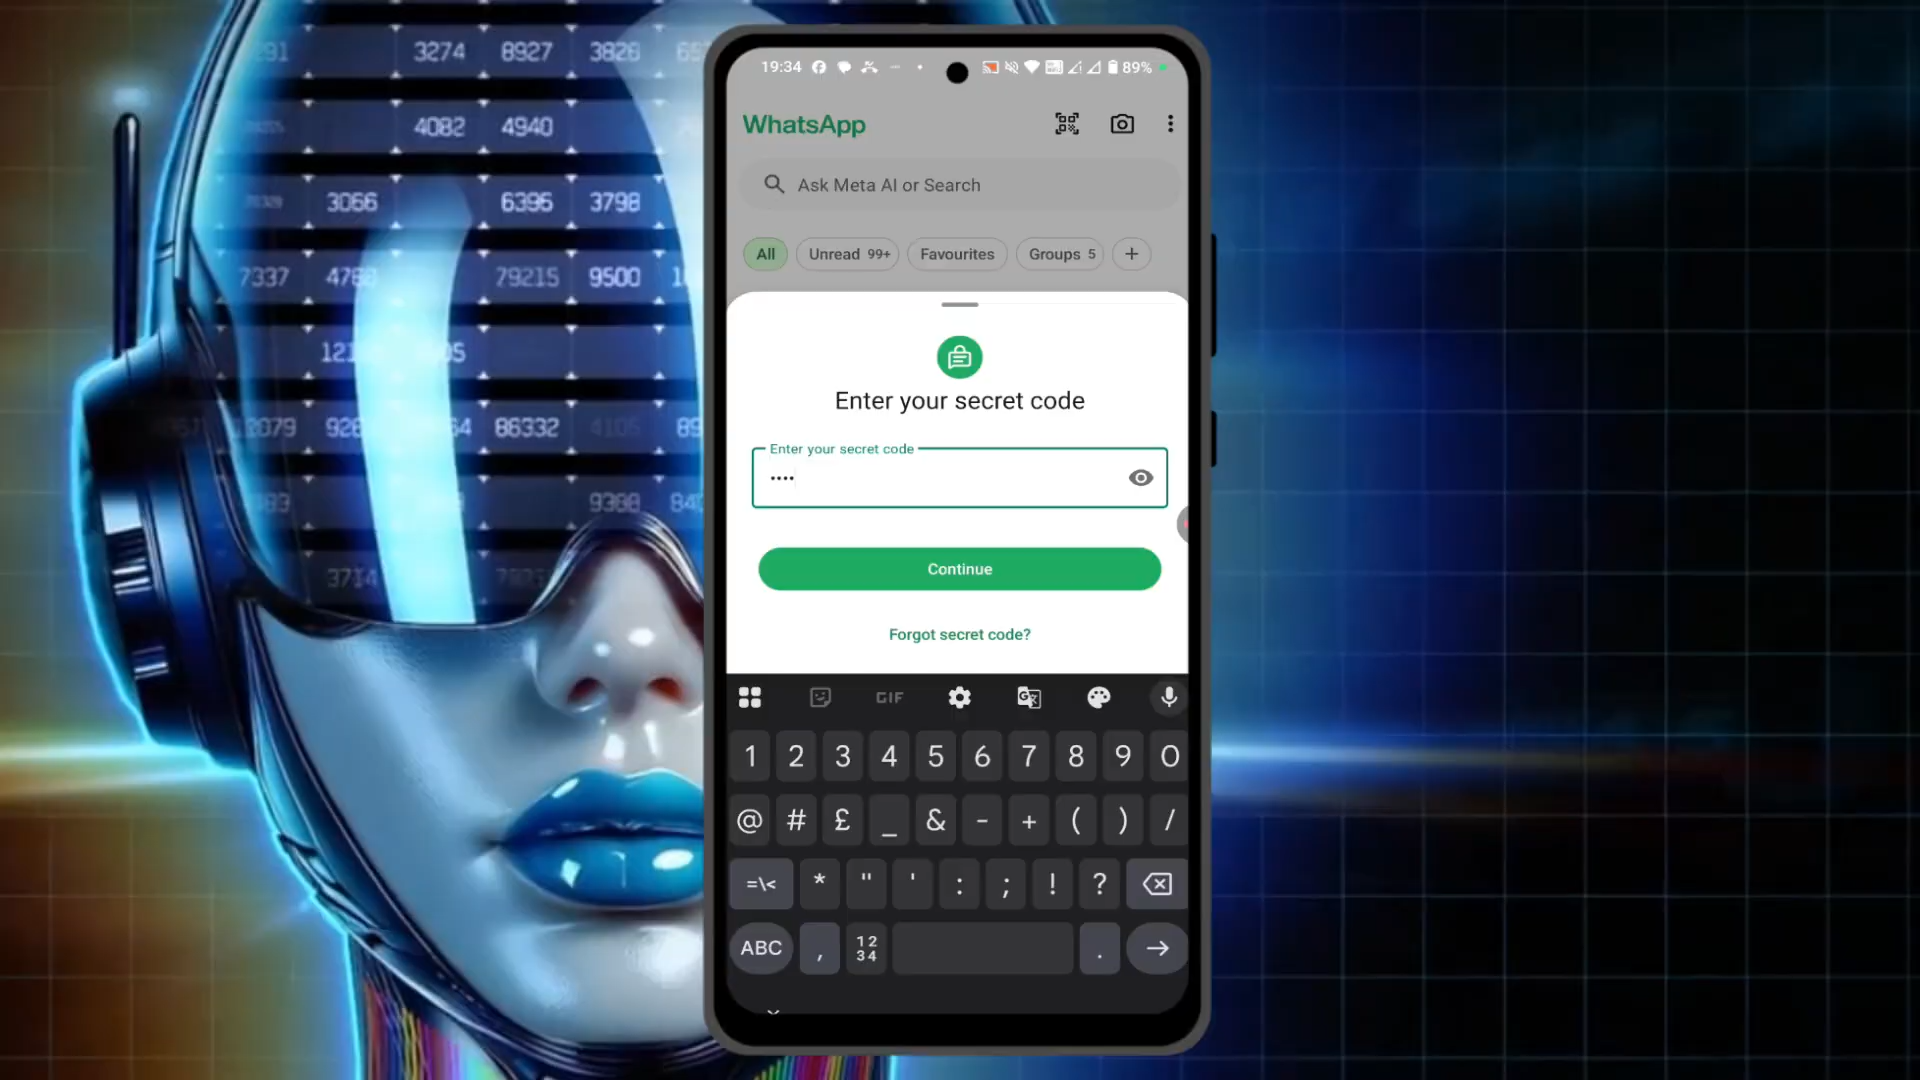 3274 8927 3826
4082 4940
3066 6396 3798
7337 79215 9500
86332
9368
3714
19:34 89%
WhatsApp
Ask Meta AI or Search
All Unread 99+ Favourites Groups 5 +
Enter your secret code
Enter your secret code
••••
Continue
Forgot secret code?
GIF
1 2 3 4 5 6 7 8 9 0
@ # £ _ & - + ( ) /
=\< * " ' : ; ! ?
ABC , 12 .
34